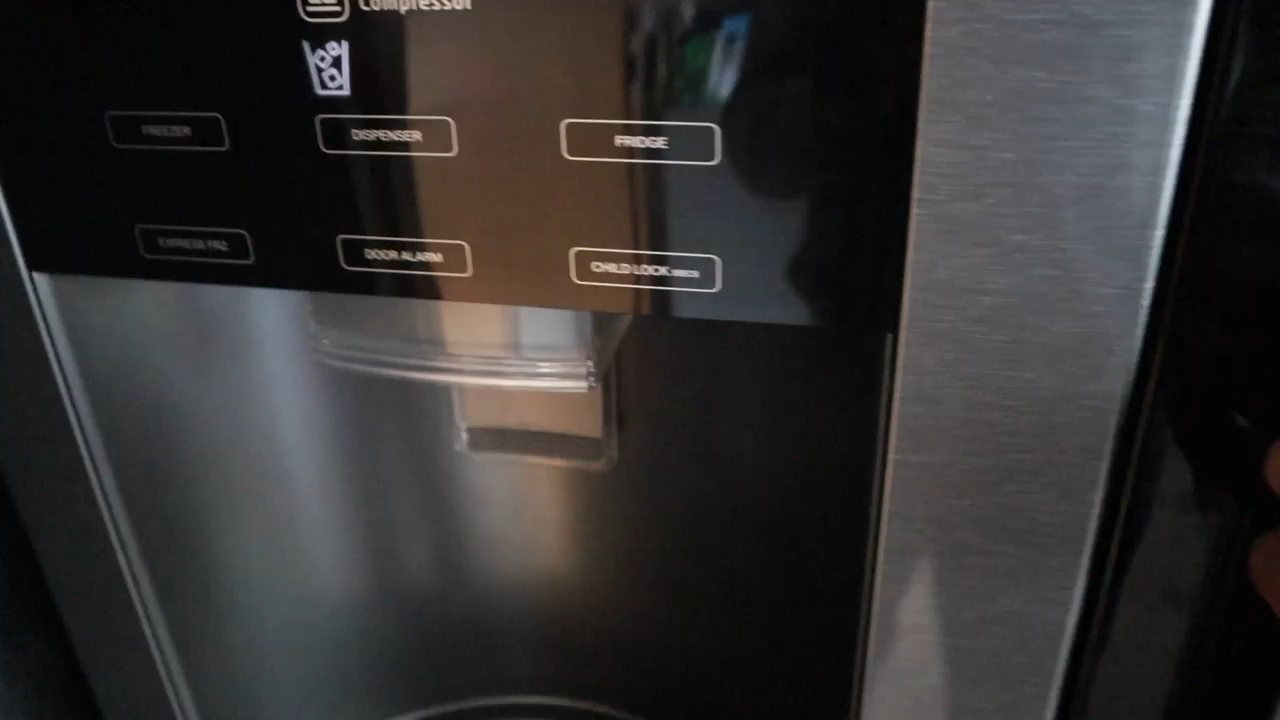 Compressor
FREEZER
DISPENSER
FRIDGE
EXPRESS FRZ.
DOOR ALARM
CHILD LOCK